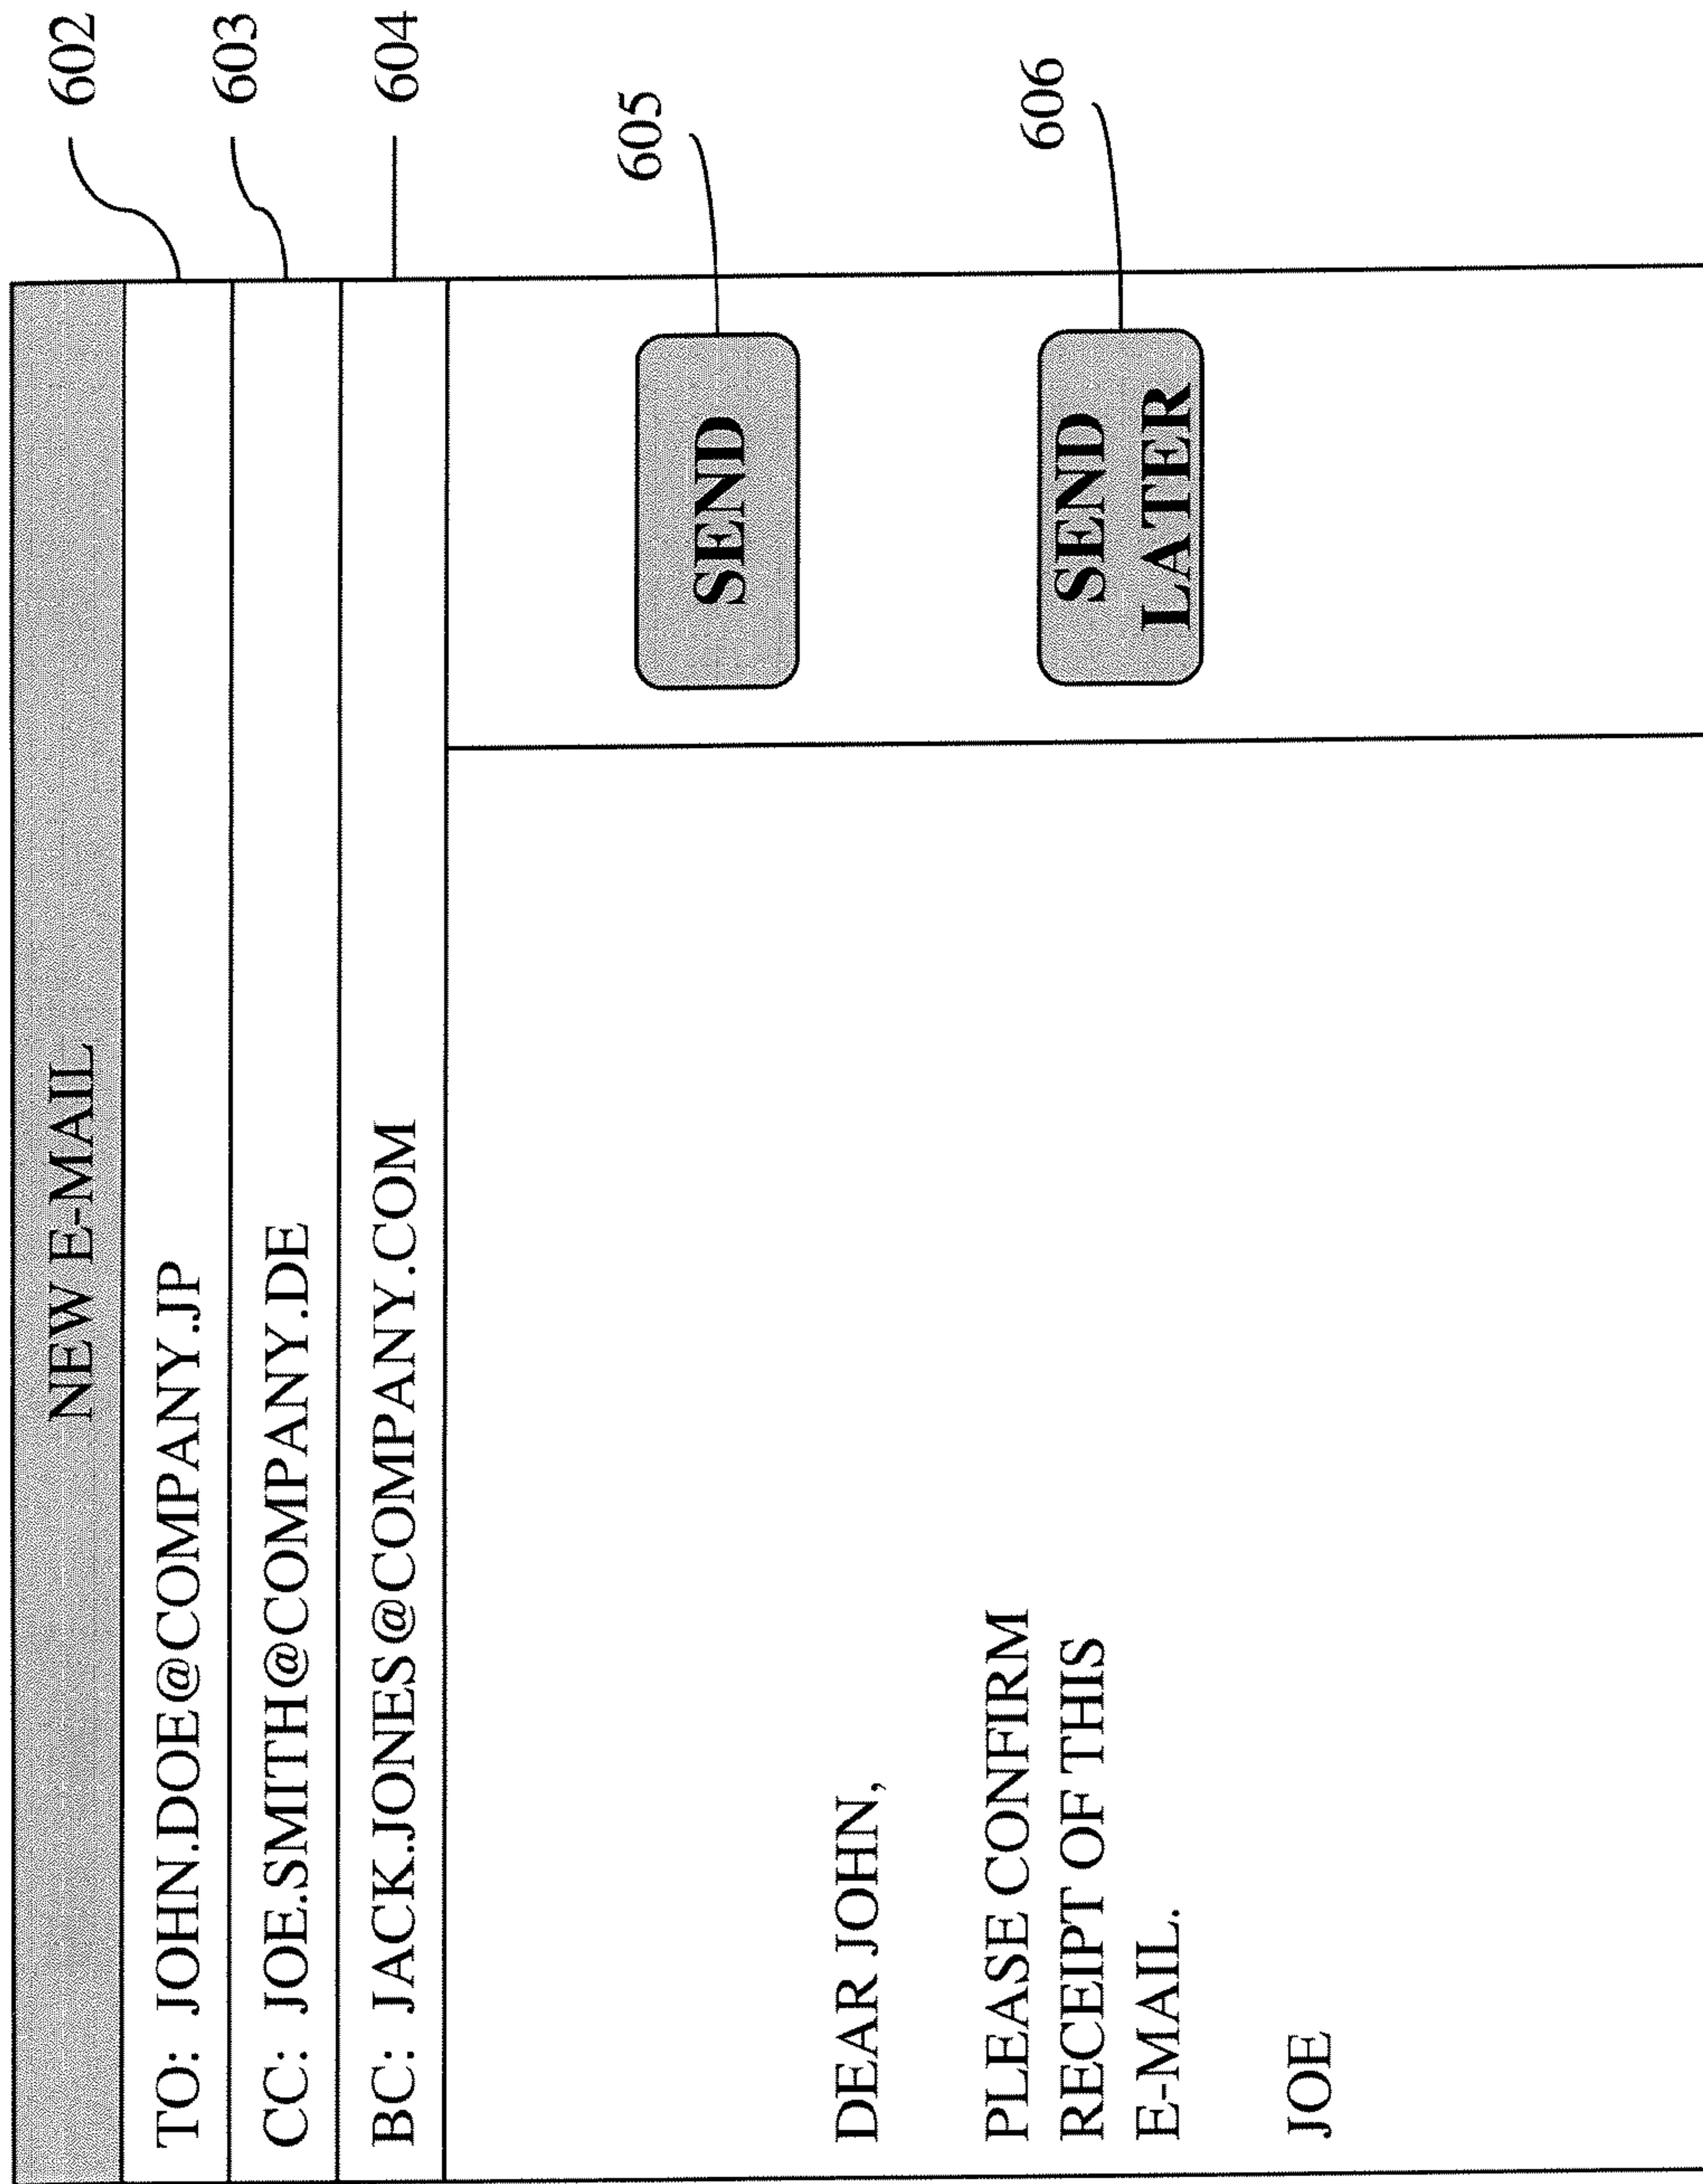 NEW E-MAIL
TO: JOHN.DOE@COMPANY.JP
602
CC: JOE.SMITH@COMPANY.DE
603
BC: JACK.JONES@COMPANY.COM
604
SEND
605
DEAR JOHN,
PLEASE CONFIRM
RECEIPT OF THIS
E-MAIL.
JOE
SEND
LATER
606